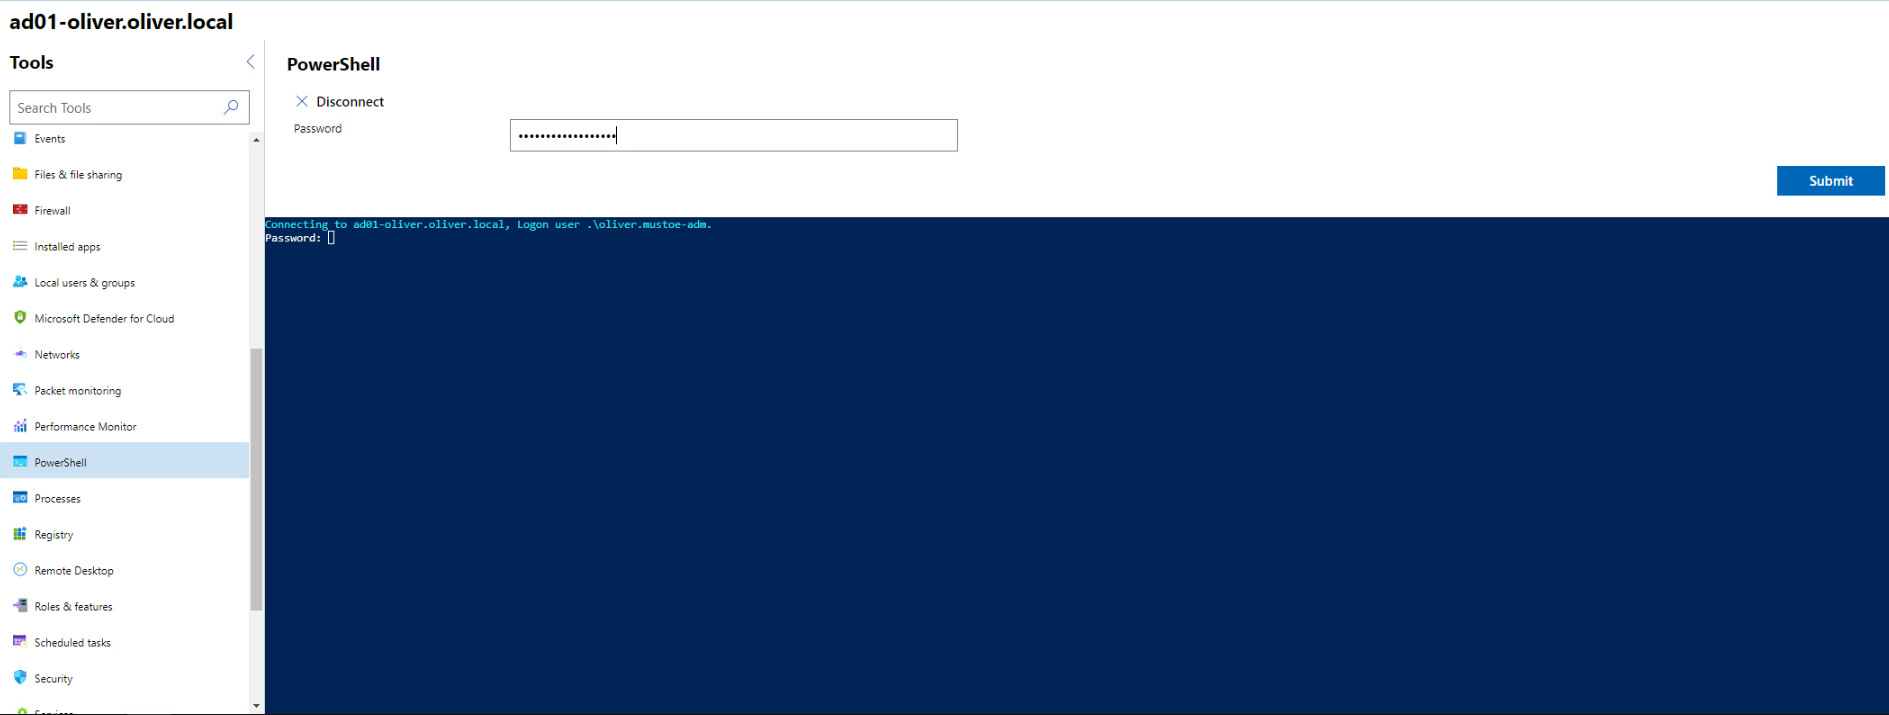 ad01-oliver.oliver.local
Tools
Search Tools
Events
Files & file sharing
Firewall
Installed apps
Local users & groups
Microsoft Defender for Cloud
Networks
Packet monitoring
Performance Monitor
PowerShell
Processes
Registry
Remote Desktop
Roles & features
Scheduled tasks
Security
Services
PowerShell
Disconnect
Password
••••••••••••••••••
Submit
Connecting to ad01-oliver.oliver.local, Logon user .\oliver.mustoe-adm.
Password: